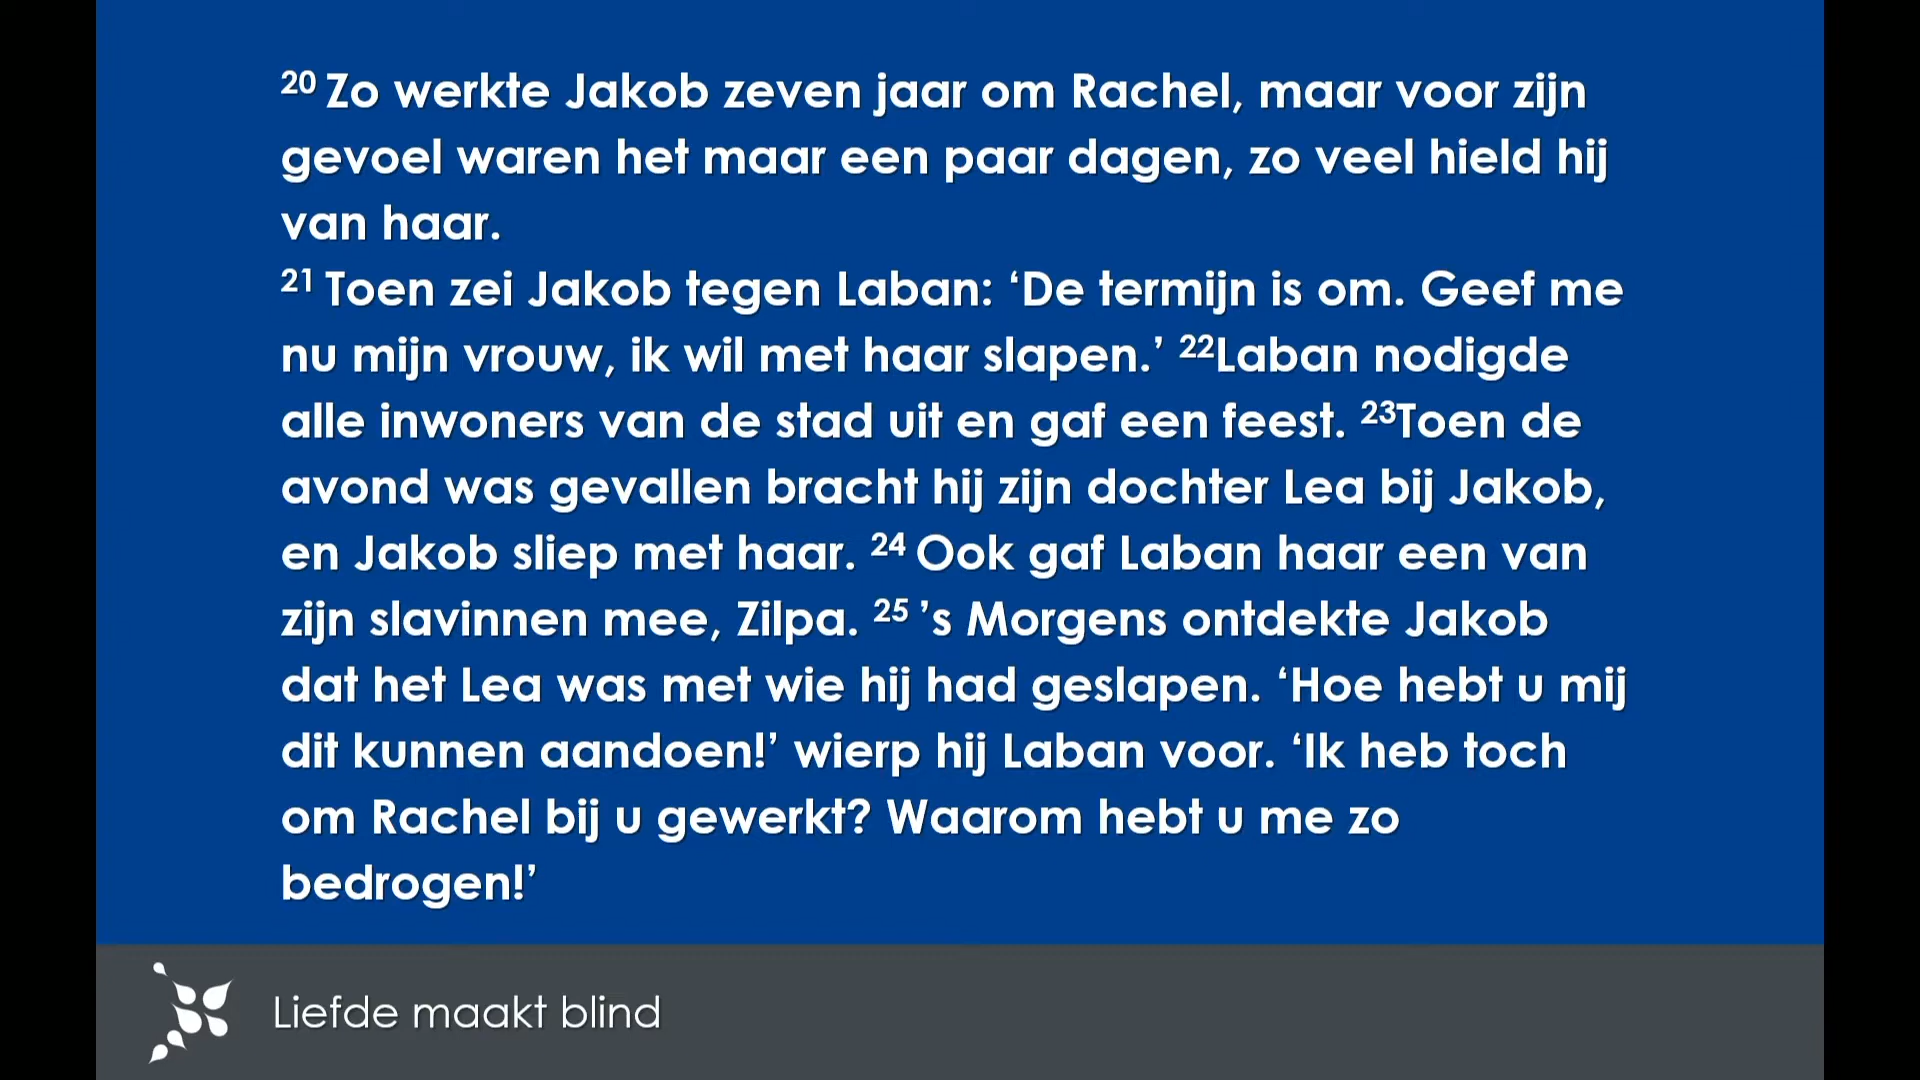 20 Zo werkte Jakob zeven jaar om Rachel, maar voor zijn
gevoel waren het maar een paar dagen, zo veel hield hij
van haar.
21 Toen zei Jakob tegen Laban: ‘De termijn is om. Geef me
nu mijn vrouw, ik wil met haar slapen.’ 22Laban nodigde
alle inwoners van de stad uit en gaf een feest. 23Toen de
avond was gevallen bracht hij zijn dochter Lea bij Jakob,
en Jakob sliep met haar. 24 Ook gaf Laban haar een van
zijn slavinnen mee, Zilpa. 25 ’s Morgens ontdekte Jakob
dat het Lea was met wie hij had geslapen. ‘Hoe hebt u mij
dit kunnen aandoen!’ wierp hij Laban voor. ‘Ik heb toch
om Rachel bij u gewerkt? Waarom hebt u me zo
bedrogen!’
Liefde maakt blind